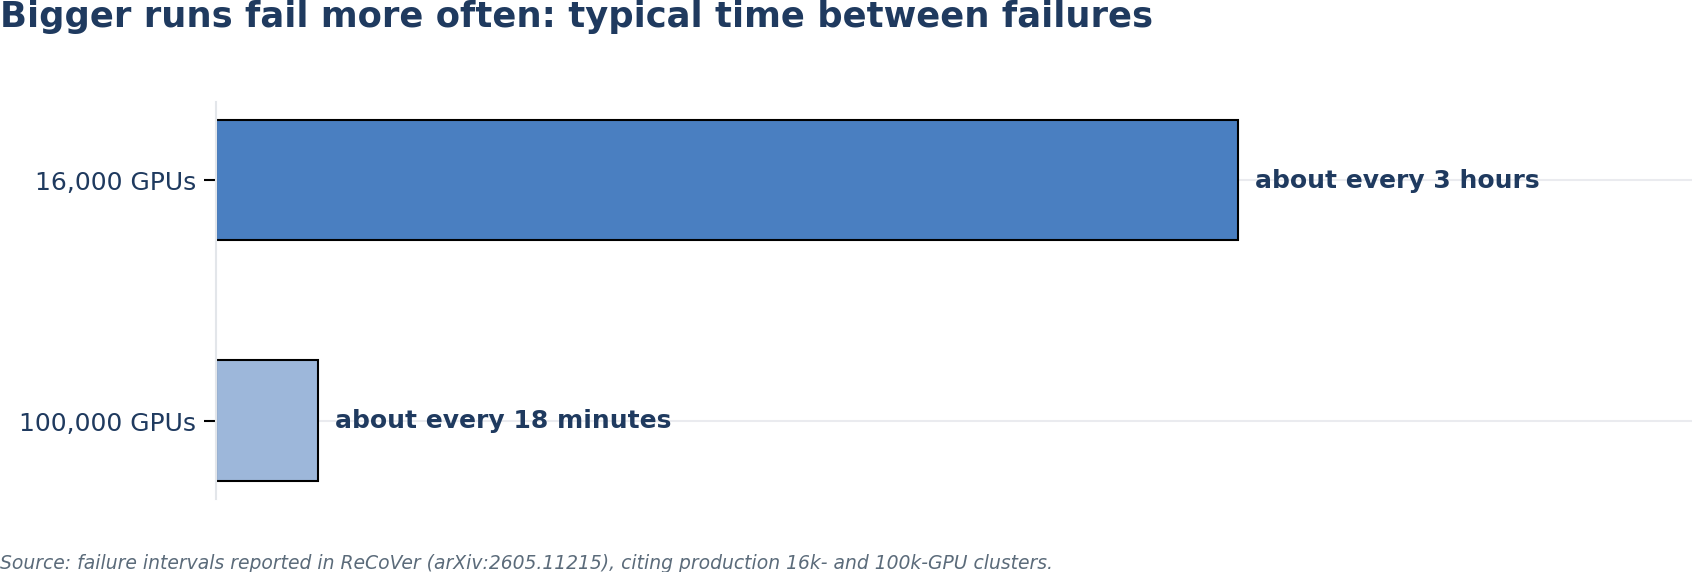 Bigger runs fail more often: typical time between failures
16,000 GPUs
about every 3 hours
100,000 GPUs
about every 18 minutes
Source: failure intervals reported in ReCoVer (arXiv:2605.11215), citing production 16k- and 100k-GPU clusters.